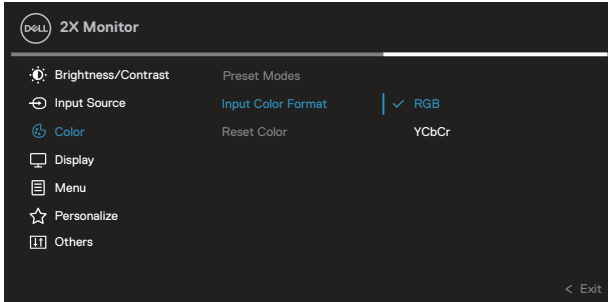 DELL 2X Monitor
Brightness/Contrast Preset Modes
Input Source Input Color Format RGB
Color Reset Color YCbCr
Display
Menu
Personalize
Others
< Exit